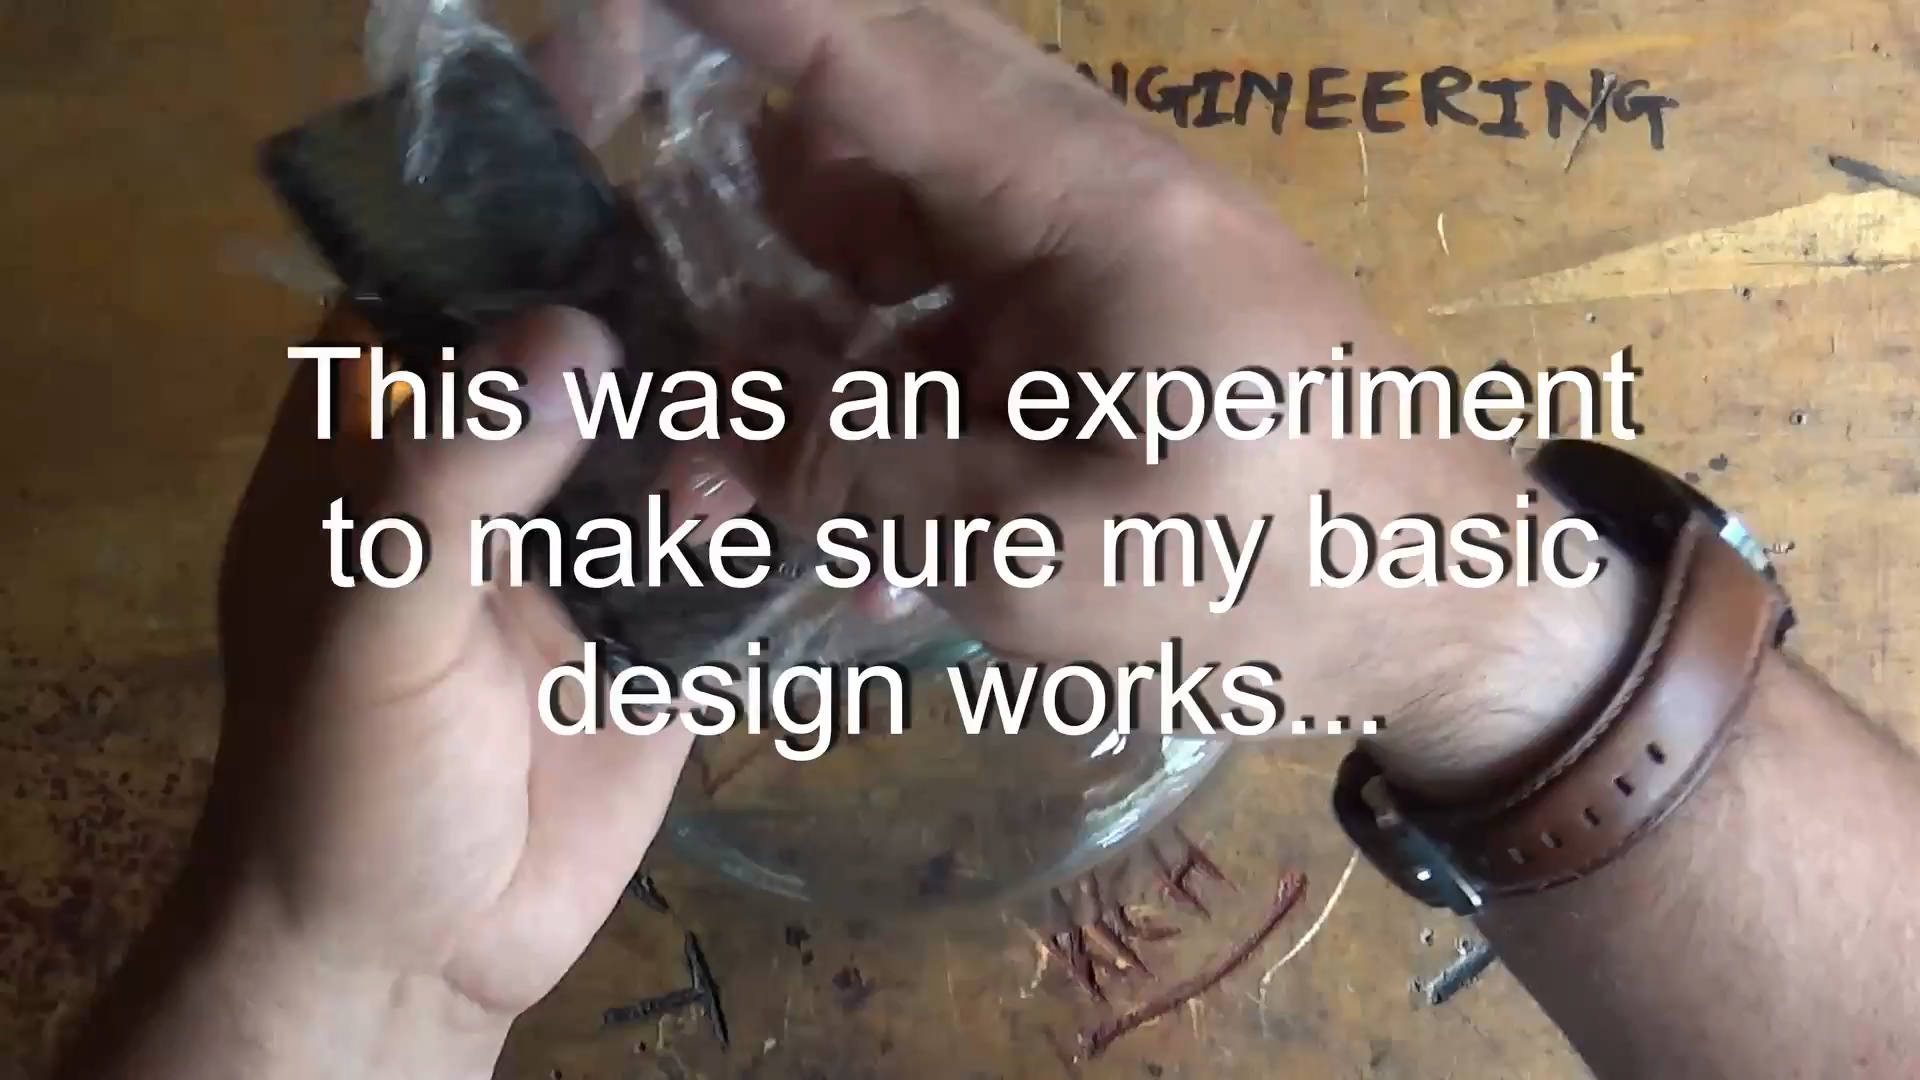 NGINEERING
This was an experiment
to make sure my basic
design works...